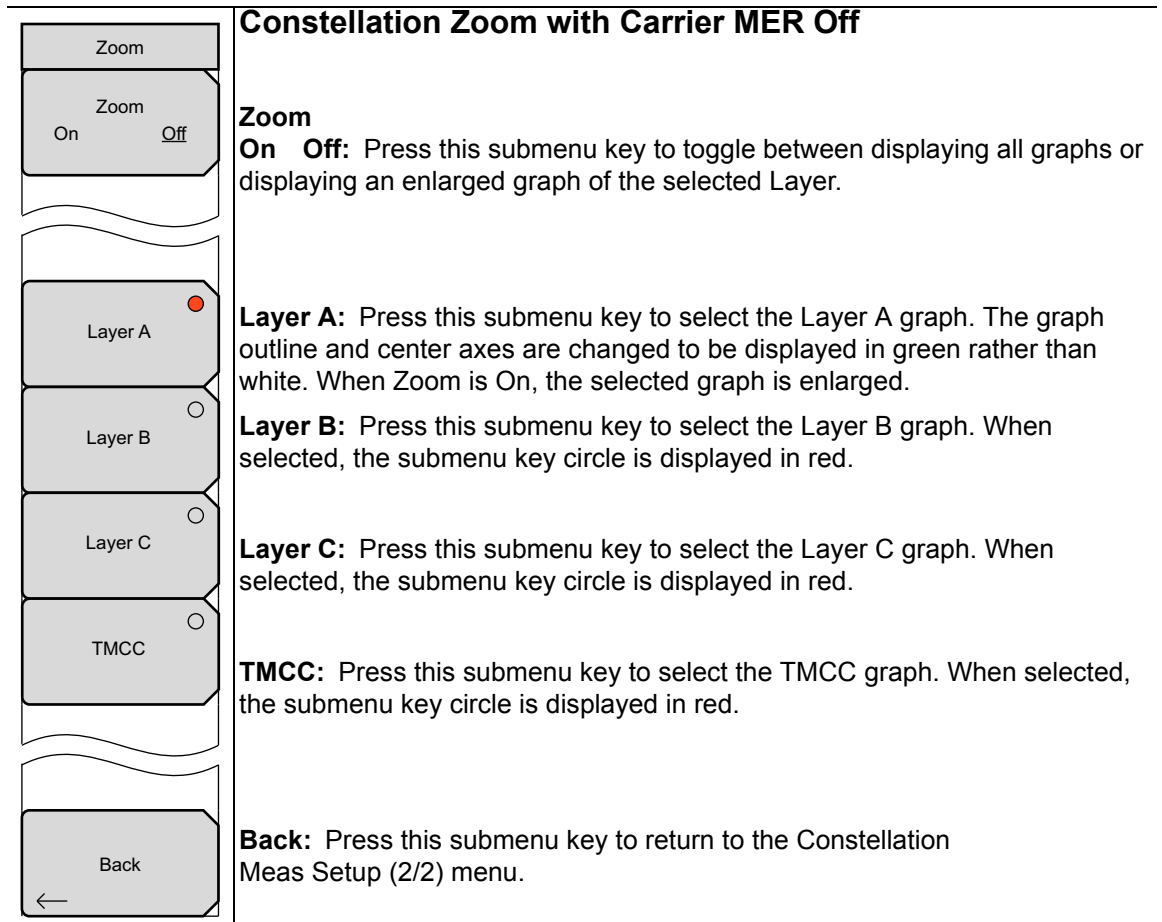 Constellation Zoom with Carrier MER Off
Zoom
Zoom
On Off
Zoom
On Off: Press this submenu key to toggle between displaying all graphs or
displaying an enlarged graph of the selected Layer.
Layer A
Layer A: Press this submenu key to select the Layer A graph. The graph
outline and center axes are changed to be displayed in green rather than
white. When Zoom is On, the selected graph is enlarged.
Layer B
Layer B: Press this submenu key to select the Layer B graph. When
selected, the submenu key circle is displayed in red.
Layer C
Layer C: Press this submenu key to select the Layer C graph. When
selected, the submenu key circle is displayed in red.
TMCC
TMCC: Press this submenu key to select the TMCC graph. When selected,
the submenu key circle is displayed in red.
Back
Back: Press this submenu key to return to the Constellation
Meas Setup (2/2) menu.